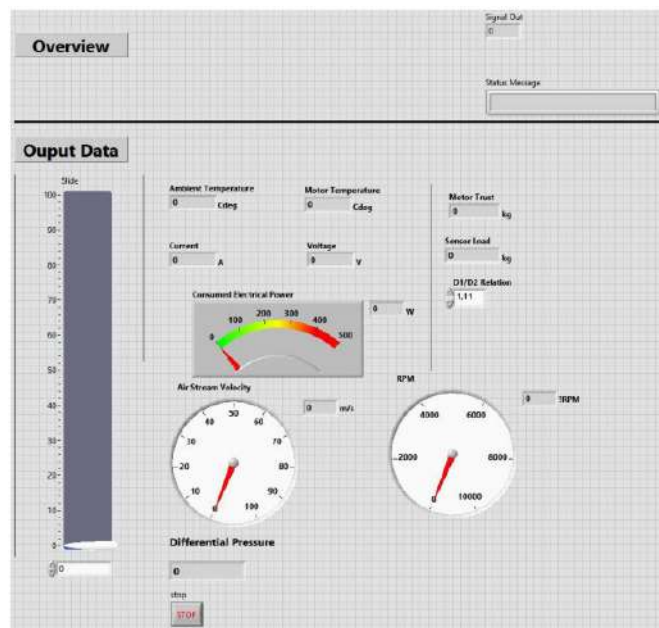 Signal Out
0
Overview
Status Message
Ouput Data
Slide
100
90
80
70
60
50
40
30
20
10
0
0
Ambient Temperature
0 Cdeg
Motor Temperature
0 Cdeg
Current
0 A
Voltage
0 V
Motor Trust
0 kg
Sensor Load
0 kg
D1/D2 Relation
1,11
Consumed Electrical Power
0 100 200 300 400 500
0 W
Air Stream Velocity
0 10 20 30 40 50 60 70 80 90 100
0 m/s
RPM
0 2000 4000 6000 8000 10000
0
Differential Pressure
0
stop
STOP